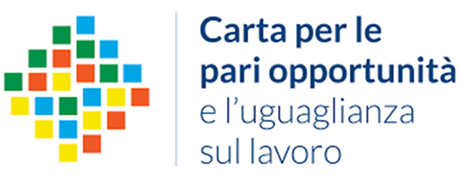 Carta per le
pari opportunità
e l'uguaglianza
sul lavoro